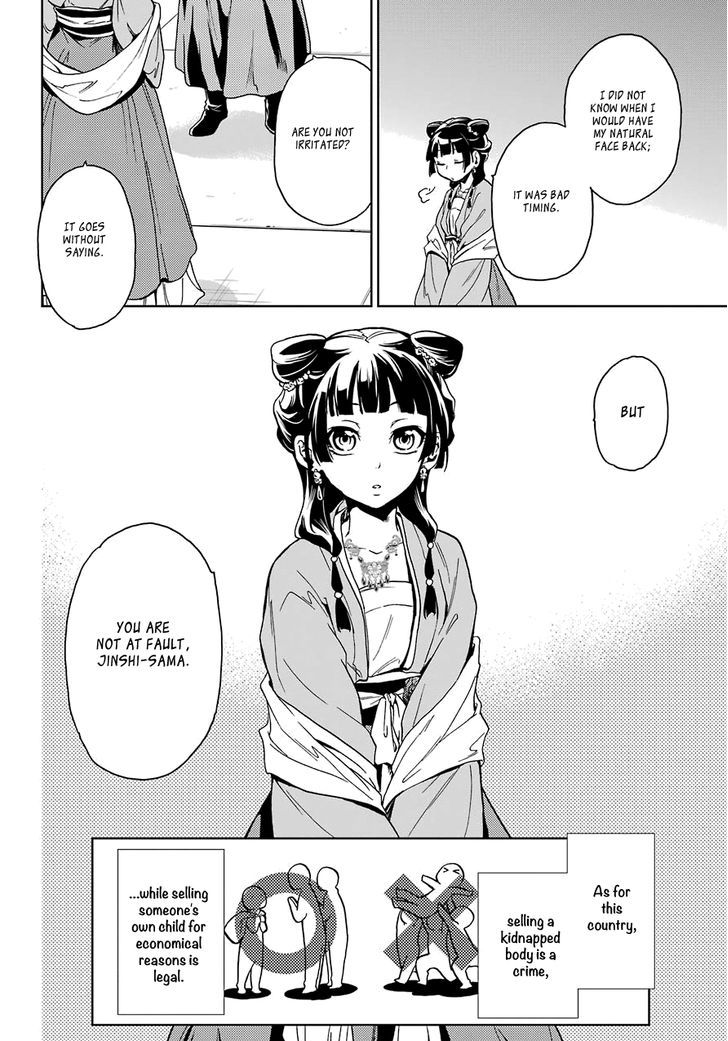 I DID NOT
KNOW WHEN I
WOULD HAVE
MY NATURAL
FACE BACK;
IT WAS BAD
TIMING.
ARE YOU NOT
IRRITATED?
IT GOES
WITHOUT
SAYING.
BUT
YOU ARE
NOT AT FAULT,
JINSHI-SAMA.
As for
this
country,
selling a
kidnapped
body is a
crime,
...while selling
someone's
own child for
economical
reasons is
legal.